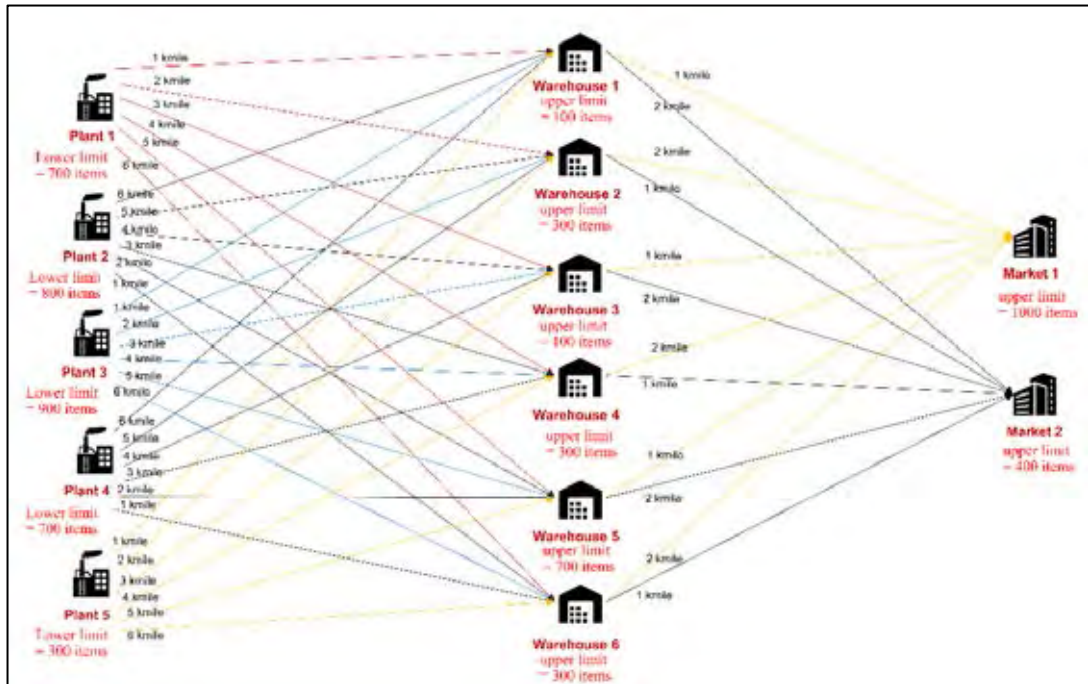 1 kmile
2 kmile
3 kmile
4 kmile
5 kmile
6 kmile
Plant 1
Lower limit
= 700 items
6 kmile
5 kmile
4 kmile
3 kmile
2 kmile
1 kmile
Plant 2
Lower limit
= 800 items
1 kmile
2 kmile
3 kmile
4 kmile
5 kmile
6 kmile
Plant 3
Lower limit
= 900 items
6 kmile
5 kmile
4 kmile
3 kmile
2 kmile
1 kmile
Plant 4
Lower limit
= 700 items
1 kmile
2 kmile
3 kmile
4 kmile
5 kmile
6 kmile
Plant 5
Lower limit
= 300 items
Warehouse 1
upper limit
= 100 items
Warehouse 2
upper limit
= 300 items
Warehouse 3
upper limit
= 400 items
Warehouse 4
upper limit
= 300 items
Warehouse 5
upper limit
= 700 items
Warehouse 6
upper limit
= 300 items
1 kmile
2 kmile
2 kmile
1 kmile
1 kmile
2 kmile
2 kmile
1 kmile
1 kmile
2 kmile
2 kmile
1 kmile
Market 1
upper limit
= 1000 items
Market 2
upper limit
= 400 items